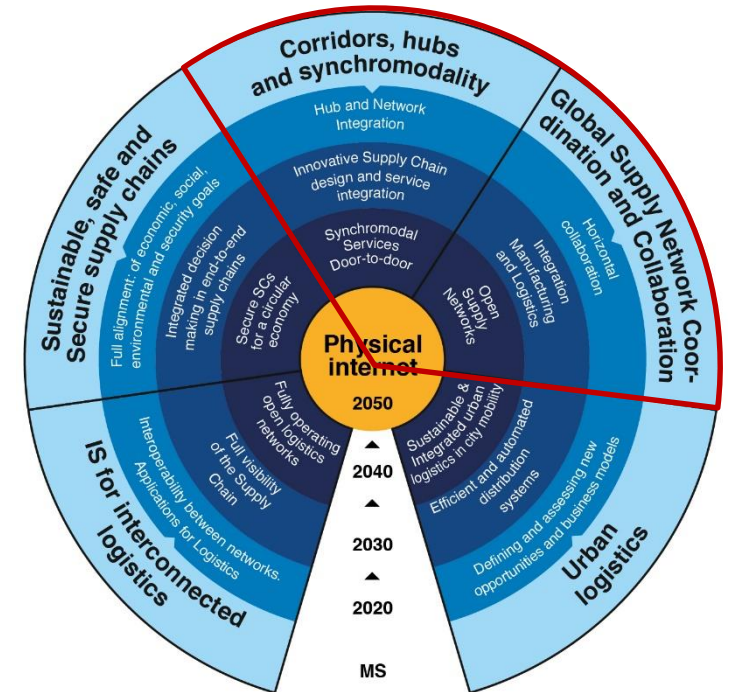 Corridors, hubs
and synchromodality
Hub and Network
Integration
Innovative Supply Chain
design and service
integration
Synchromodal
Services
Door-to-door
Global Supply Network Coor-
dination and Collaboration
Horizontal
collaboration
Integration
Manufacturing
and Logistics
Open
Supply
Networks
Urban
logistics
Defining and assessing new
opportunities and business models
Efficient and automated
distribution
systems
Sustainable &
Integrated urban
logistics in city mobility
Sustainable, safe and
Secure supply chains
Full alignment: of economic, social,
environmental and security goals
Integrated decision
making in end-to-end
supply chains
Secure SCs
for a circular
economy
IS for interconnected
logistics
Interoperability between networks.
Applications for Logistics
Full visibility
of the Supply
Chain
Fully operating
open logistics
networks
Physical
internet
2050
2040
2030
2020
MS